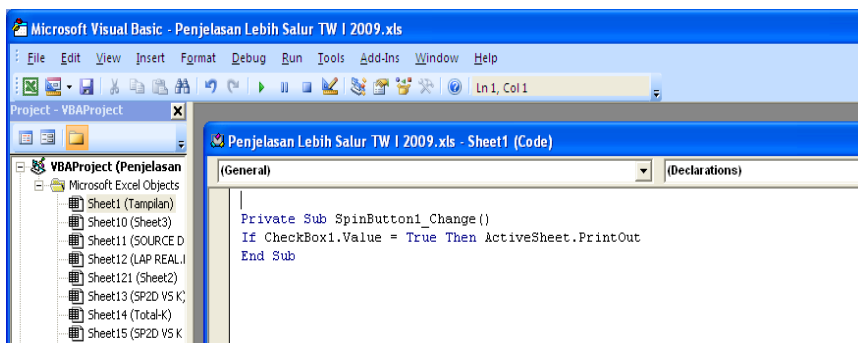 Microsoft Visual Basic - Penjelasan Lebih Salur TW I 2009.xls
File Edit View Insert Format Debug Run Tools Add-Ins Window Help
Ln 1, Col 1
Project - VBAProject
VBAProject (Penjelasan
Microsoft Excel Objects
Sheet1 (Tampilan)
Sheet10 (Sheet3)
Sheet11 (SOURCE D
Sheet12 (LAP REAL.
Sheet121 (Sheet2)
Sheet13 (SP2D VS K
Sheet14 (Total-K)
Sheet15 (SP2D VS K
Penjelasan Lebih Salur TW I 2009.xls - Sheet1 (Code)
(General)
(Declarations)
Private Sub SpinButton1_Change()
If CheckBox1.Value = True Then ActiveSheet.PrintOut
End Sub